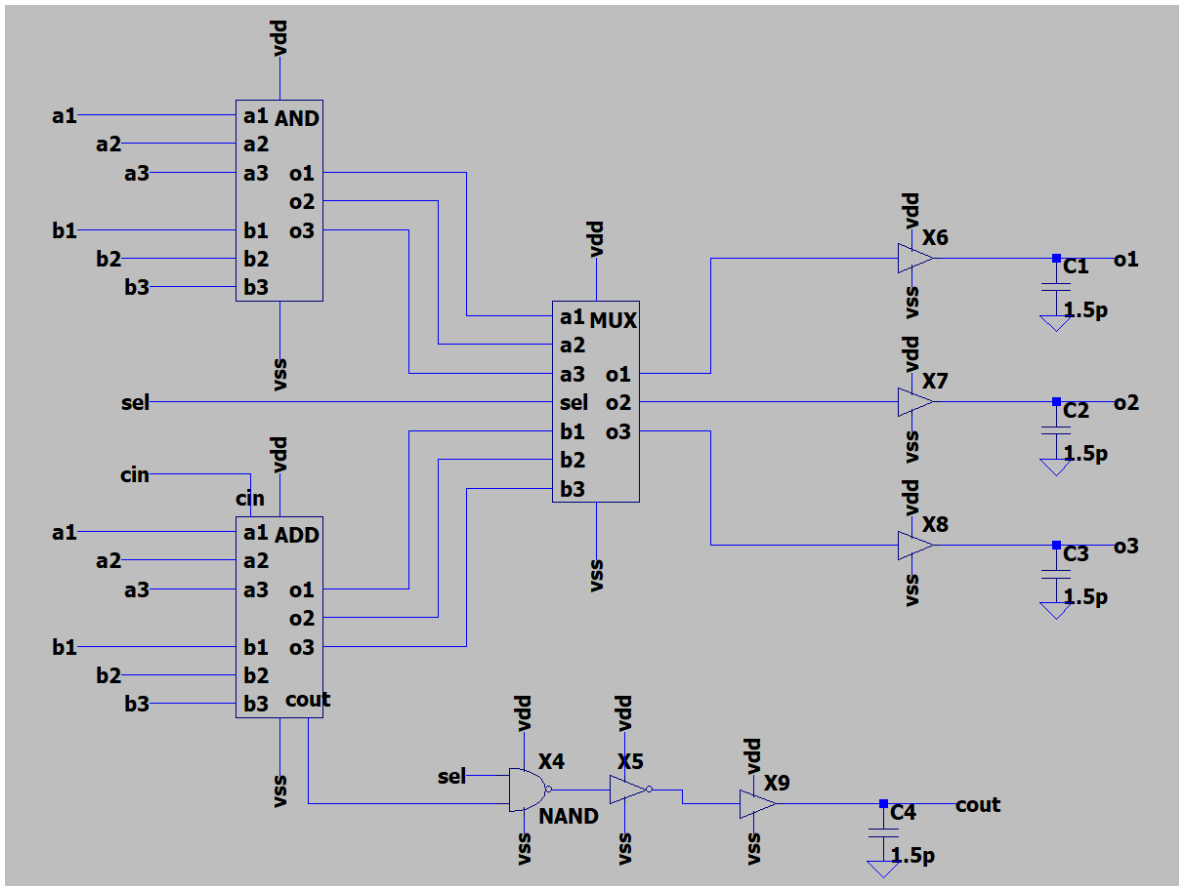 vdd
a1 a1 AND
a2 a2
a3 a3 o1
o2
b1 b1 o3
b2 b2
b3 b3
vss
vdd
a1 MUX
a2
a3 o1
sel sel o2
b1 o3
b2
b3
vss
vdd
X6
o1
C1
vss
1.5p
vdd
X7
o2
C2
vss
1.5p
vdd
X8
o3
C3
vss
1.5p
cin
vdd
cin
a1 a1 ADD
a2 a2
a3 a3 o1
o2
b1 b1 o3
b2 b2
b3 b3 cout
vss
vdd
X4
sel
NAND
vss
vdd
X5
vss
vdd
X9
vss
cout
C4
1.5p